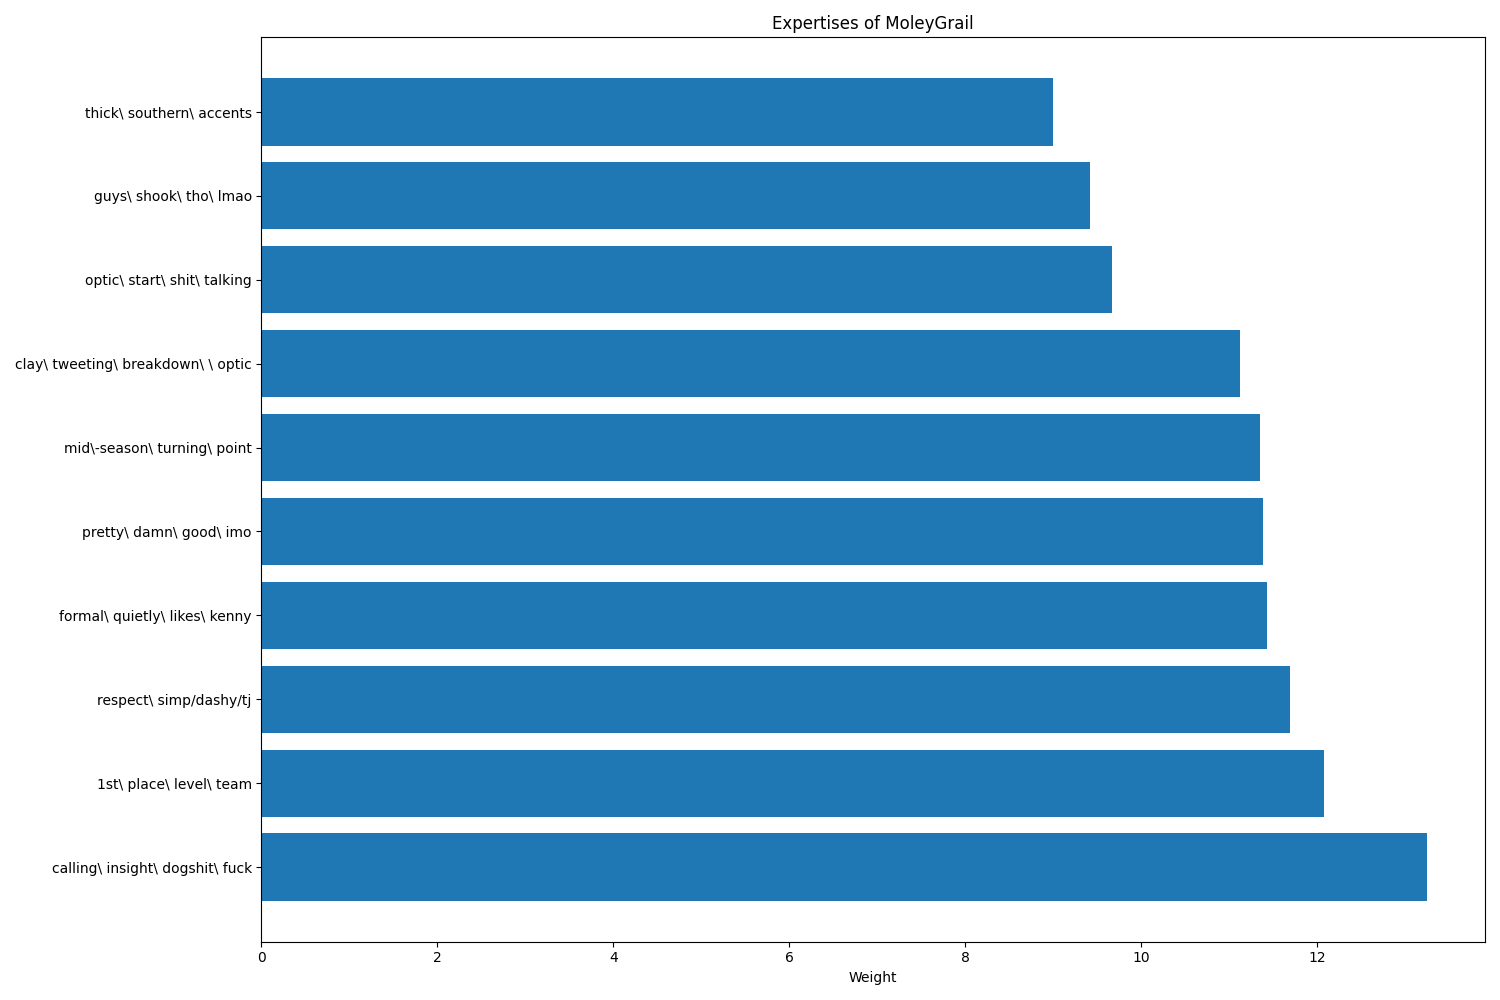 Expertises of MoleyGrail
thick\ southern\ accents
guys\ shook\ tho\ lmao
optic\ start\ shit\ talking
clay\ tweeting\ breakdown\ \ optic
mid\-season\ turning\ point
pretty\ damn\ good\ imo
formal\ quietly\ likes\ kenny
respect\ simp/dashy/tj
1st\ place\ level\ team
calling\ insight\ dogshit\ fuck
0 2 4 6 8 10 12
Weight